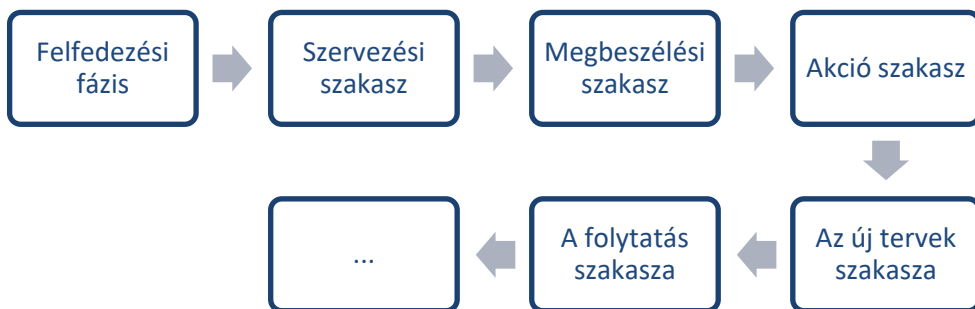 Felfedezési
fázis
Szervezési
szakasz
Megbeszélési
szakasz
Akció szakasz
Az új tervek
szakasza
A folytatás
szakasza
...